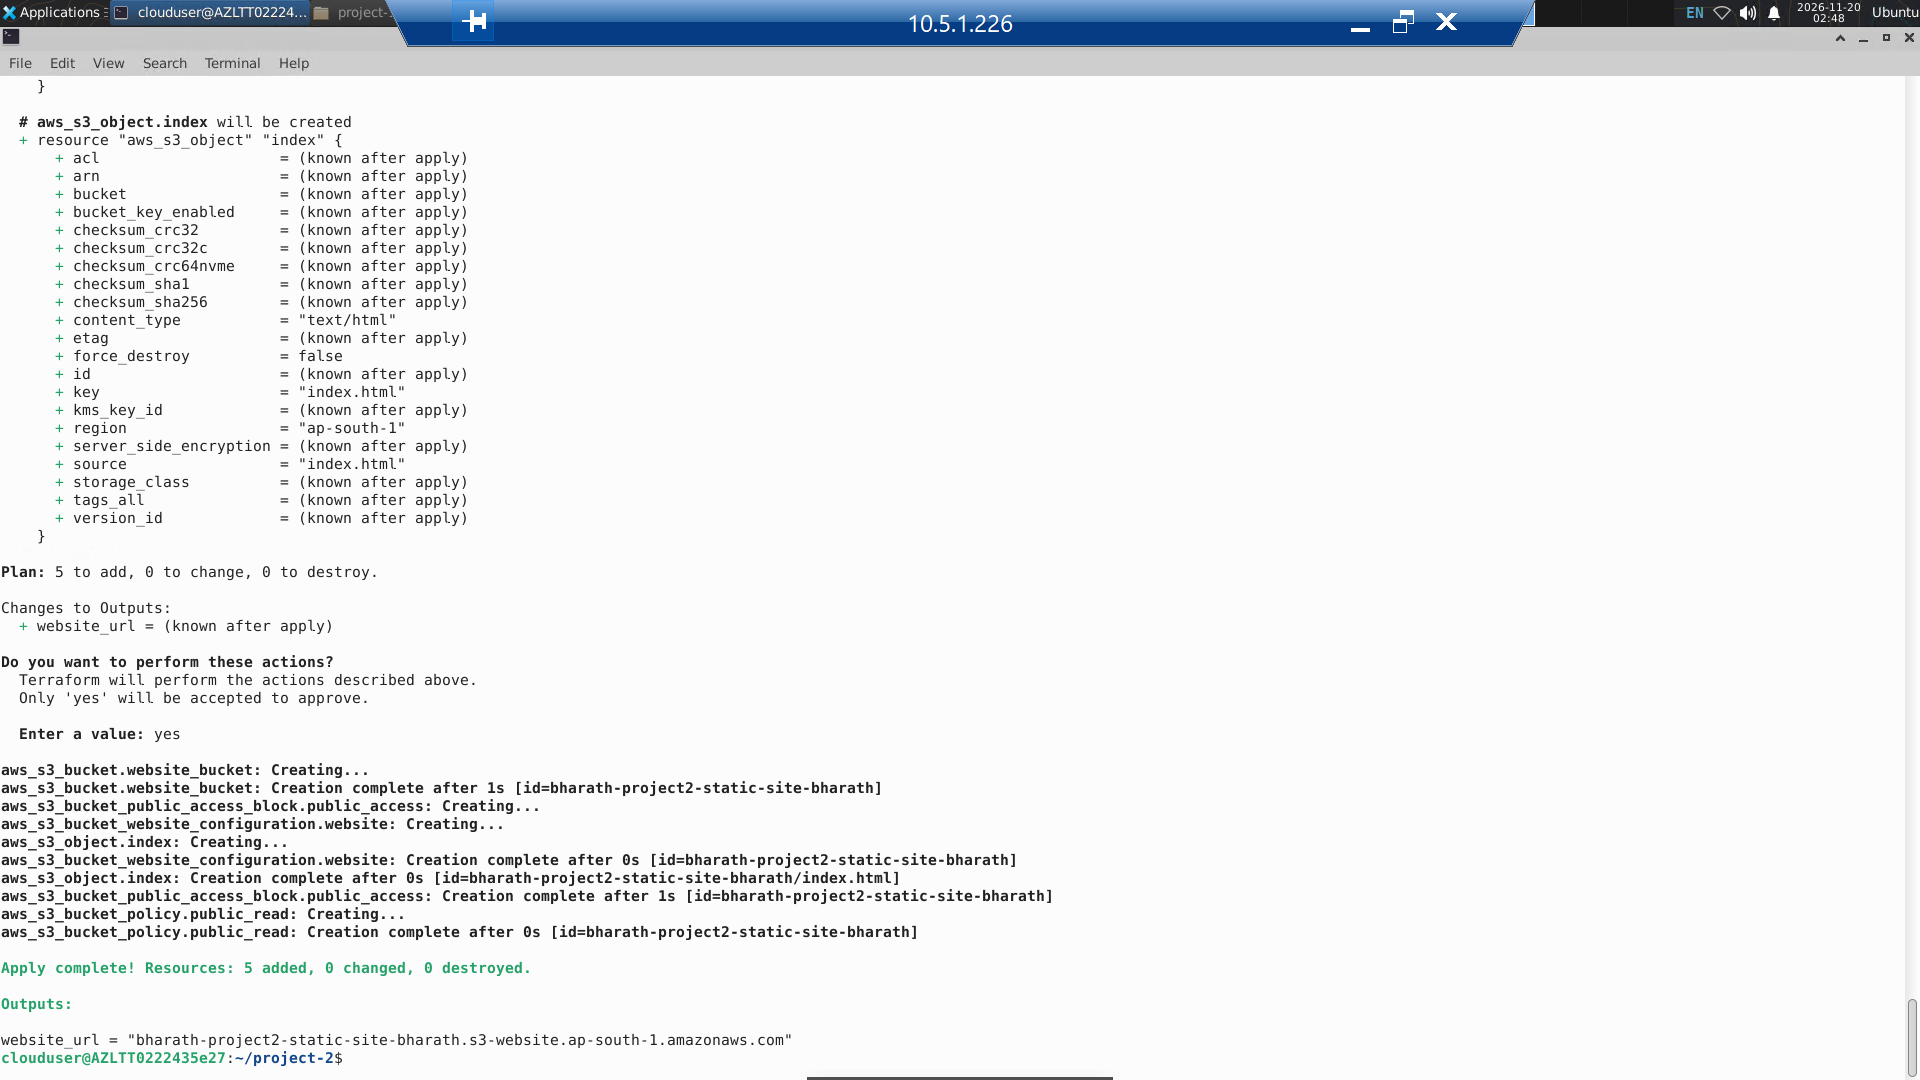 Applications
clouduser@AZLTT02224...
project-
10.5.1.226
EN
2026-11-20
02:48
Ubuntu
File Edit View Search Terminal Help
}
# aws_s3_object.index will be created
+ resource "aws_s3_object" "index" {
+ acl = (known after apply)
+ arn = (known after apply)
+ bucket = (known after apply)
+ bucket_key_enabled = (known after apply)
+ checksum_crc32 = (known after apply)
+ checksum_crc32c = (known after apply)
+ checksum_crc64nvme = (known after apply)
+ checksum_sha1 = (known after apply)
+ checksum_sha256 = (known after apply)
+ content_type = "text/html"
+ etag = (known after apply)
+ force_destroy = false
+ id = (known after apply)
+ key = "index.html"
+ kms_key_id = (known after apply)
+ region = "ap-south-1"
+ server_side_encryption = (known after apply)
+ source = "index.html"
+ storage_class = (known after apply)
+ tags_all = (known after apply)
+ version_id = (known after apply)
}
Plan: 5 to add, 0 to change, 0 to destroy.
Changes to Outputs:
+ website_url = (known after apply)
Do you want to perform these actions?
Terraform will perform the actions described above.
Only 'yes' will be accepted to approve.
Enter a value: yes
aws_s3_bucket.website_bucket: Creating...
aws_s3_bucket.website_bucket: Creation complete after 1s [id=bharath-project2-static-site-bharath]
aws_s3_bucket_public_access_block.public_access: Creating...
aws_s3_bucket_website_configuration.website: Creating...
aws_s3_object.index: Creating...
aws_s3_bucket_website_configuration.website: Creation complete after 0s [id=bharath-project2-static-site-bharath]
aws_s3_object.index: Creation complete after 0s [id=bharath-project2-static-site-bharath/index.html]
aws_s3_bucket_public_access_block.public_access: Creation complete after 1s [id=bharath-project2-static-site-bharath]
aws_s3_bucket_policy.public_read: Creating...
aws_s3_bucket_policy.public_read: Creation complete after 0s [id=bharath-project2-static-site-bharath]
Apply complete! Resources: 5 added, 0 changed, 0 destroyed.
Outputs:
website_url = "bharath-project2-static-site-bharath.s3-website.ap-south-1.amazonaws.com"
clouduser@AZLTT0222435e27:~/project-2$